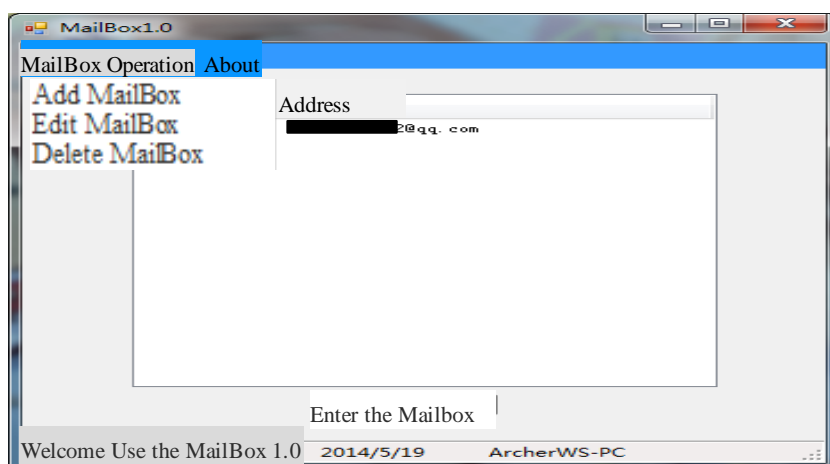 MailBox1.0
MailBox Operation About
Add MailBox
Edit MailBox
Delete MailBox
Address
2@qq.com
Enter the Mailbox
Welcome Use the MailBox 1.0 2014/5/19 ArcherWS-PC